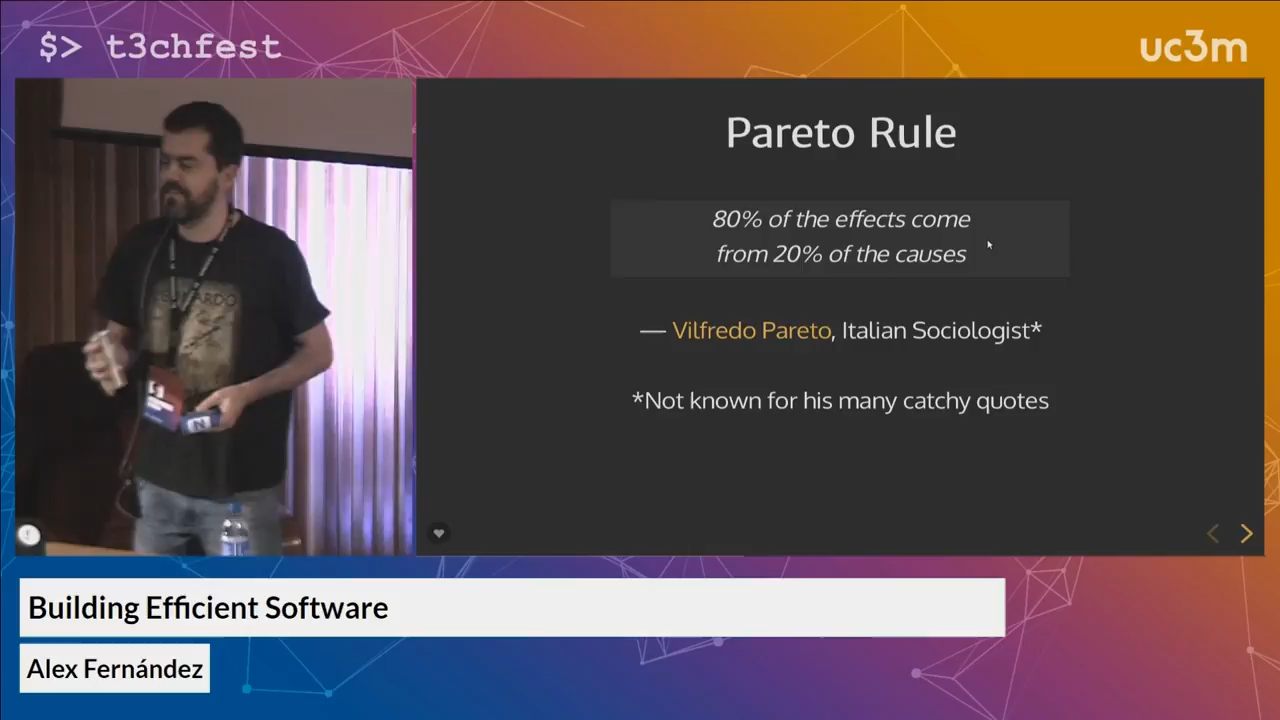 $> t3chfest
uc3m
Pareto Rule
80% of the effects come
from 20% of the causes
— Vilfredo Pareto, Italian Sociologist*
*Not known for his many catchy quotes
Building Efficient Software
Alex Fernández